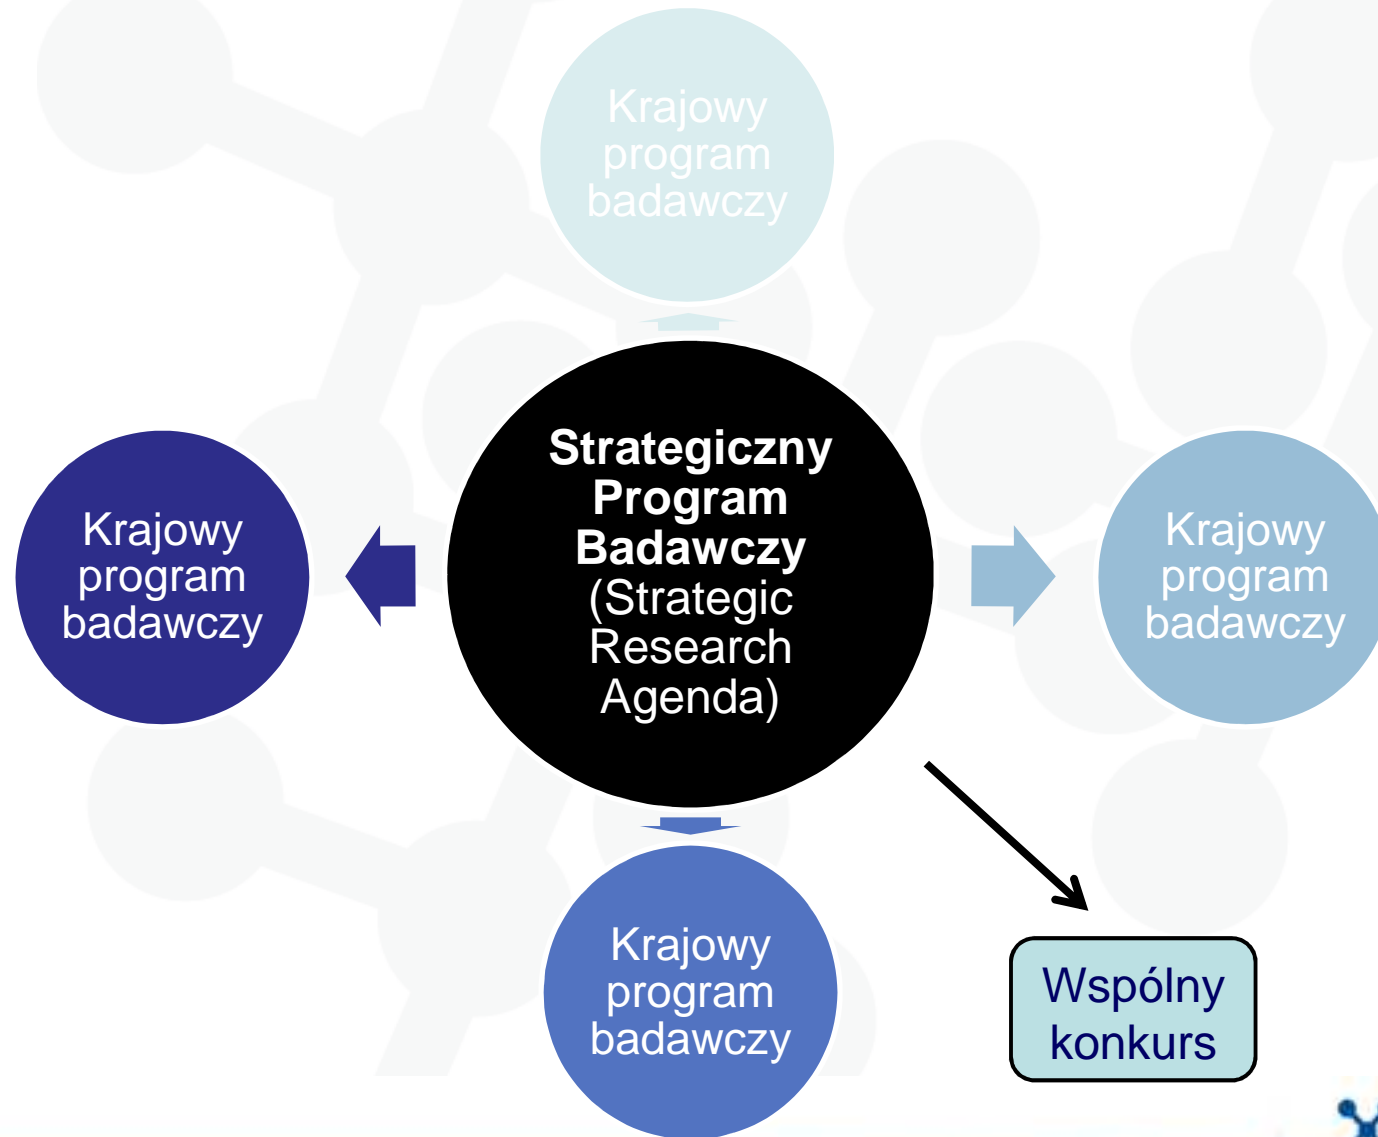 Krajowy
program
badawczy
Strategiczny
Program
Badawczy
(Strategic
Research
Agenda)
Krajowy
program
badawczy
Krajowy
program
badawczy
Krajowy
program
badawczy
Wspólny
konkurs